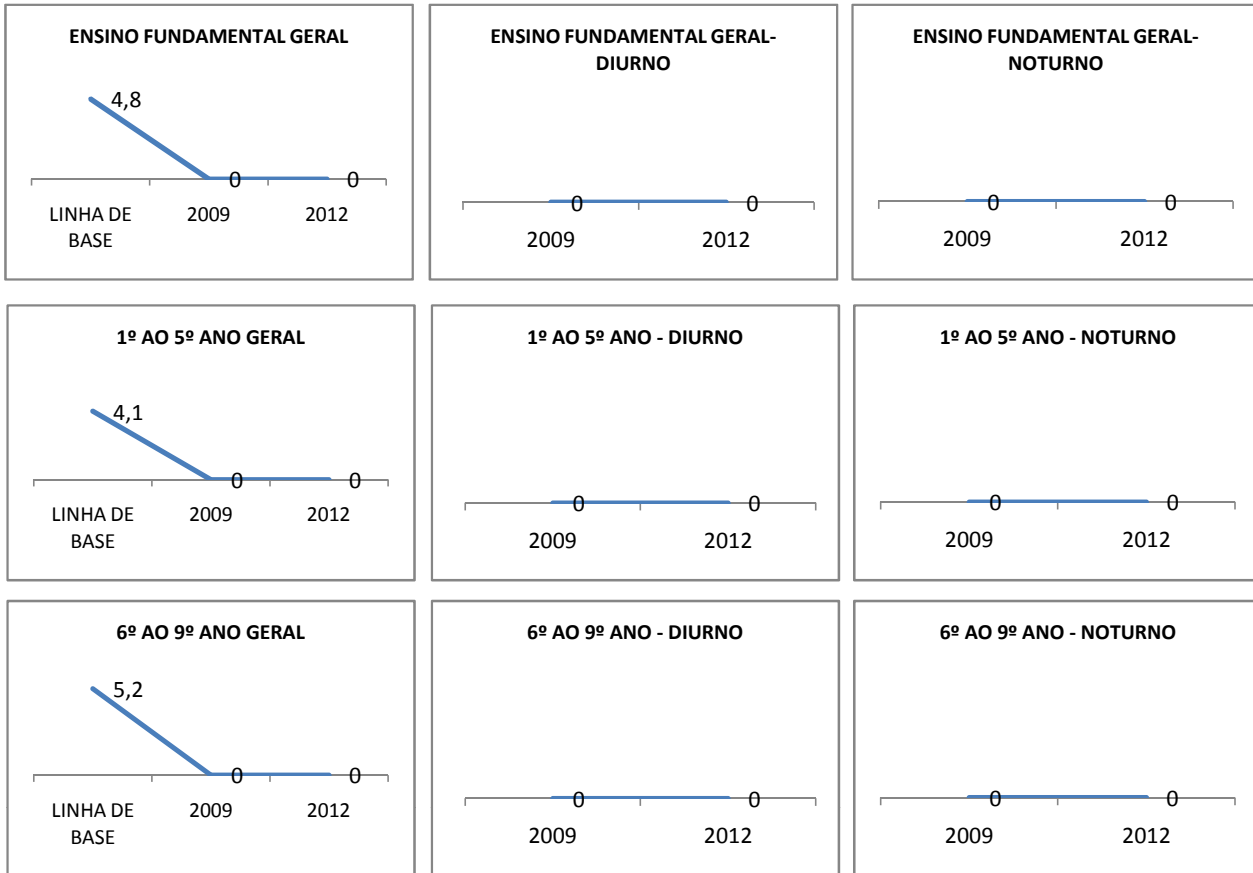 ENSINO FUNDAMENTAL GERAL
4,8
0
0
LINHA DE
BASE
2009
2012
ENSINO FUNDAMENTAL GERAL-
DIURNO
0
0
2009
2012
ENSINO FUNDAMENTAL GERAL-
NOTURNO
0
0
2009
2012
1º AO 5º ANO GERAL
4,1
0
0
LINHA DE
BASE
2009
2012
1º AO 5º ANO - DIURNO
0
0
2009
2012
1º AO 5º ANO - NOTURNO
0
0
2009
2012
6º AO 9º ANO GERAL
5,2
0
0
LINHA DE
BASE
2009
2012
6º AO 9º ANO - DIURNO
0
0
2009
2012
6º AO 9º ANO - NOTURNO
0
0
2009
2012